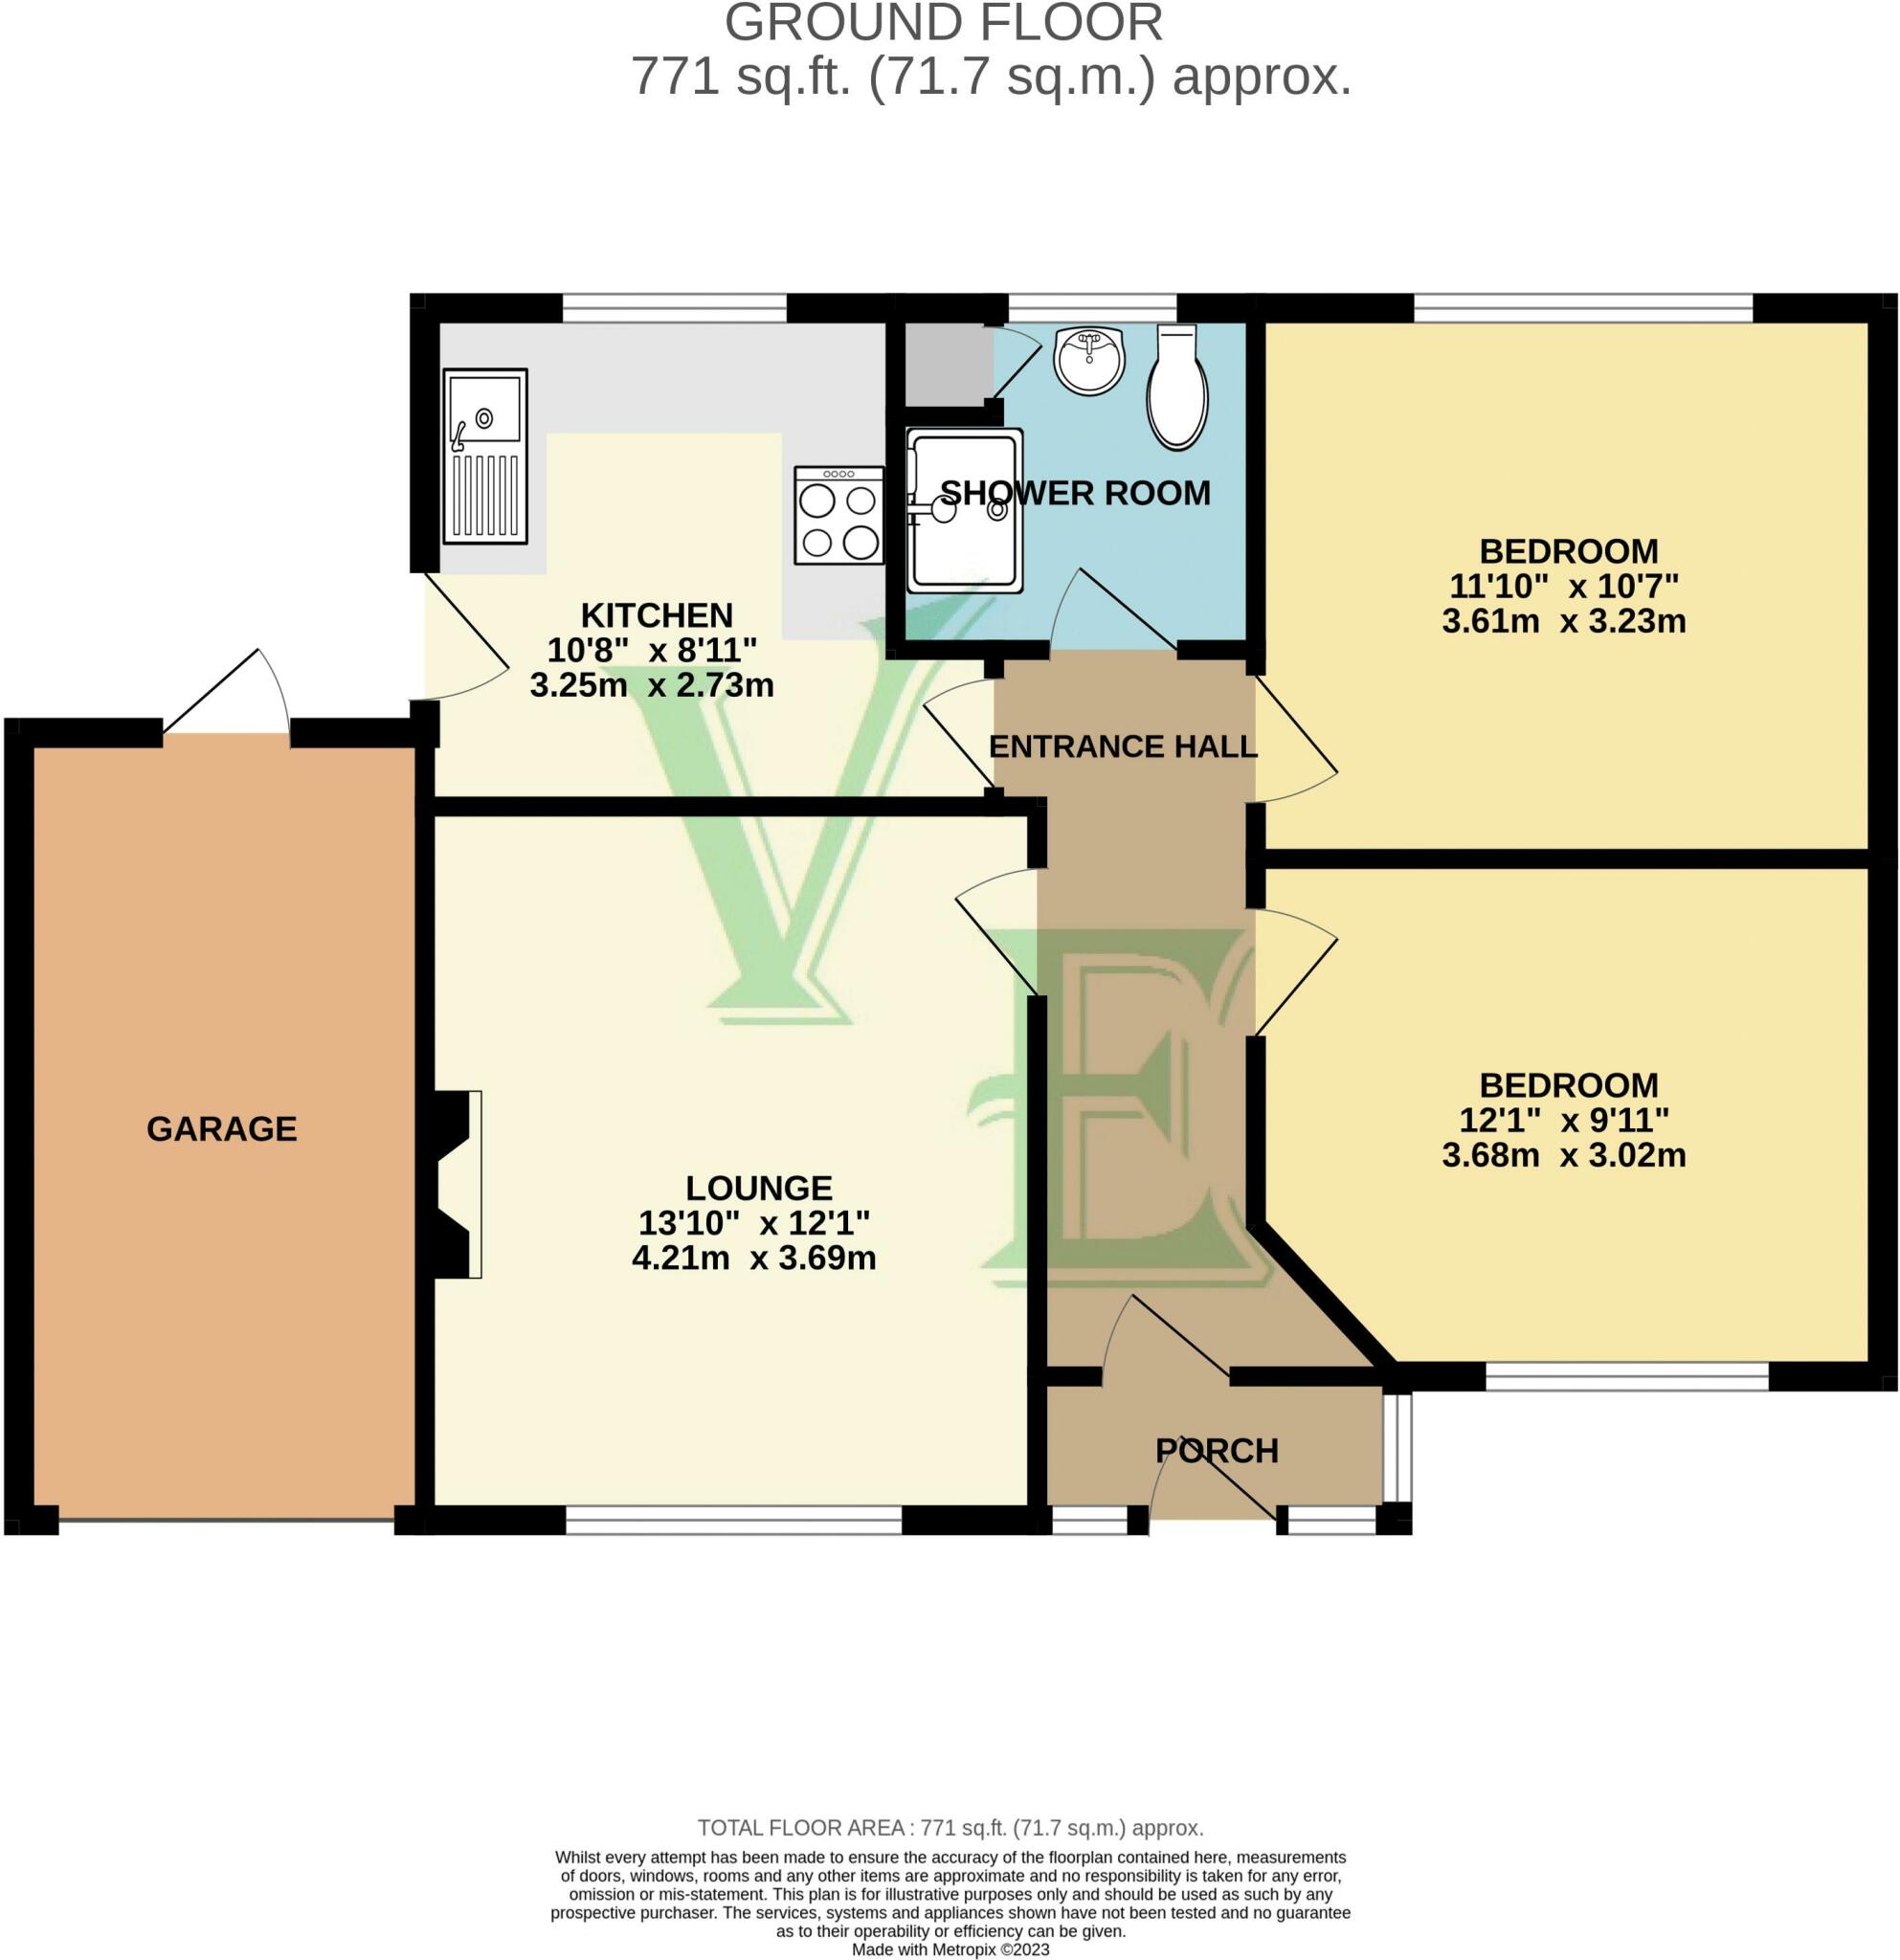 GROUND FLOOR
771 sq.ft. (71.7 sq.m.) approx.
SHOWER ROOM
BEDROOM
11'10" x 10'7"
3.61m x 3.23m
KITCHEN
10'8" x 8'11"
3.25m x 2.73m
ENTRANCE HALL
BEDROOM
12'1" x 9'11"
3.68m x 3.02m
GARAGE
LOUNGE
13'10" x 12'1"
4.21m x 3.69m
VE
PORCH
TOTAL FLOOR AREA : 771 sq.ft. (71.7 sq.m.) approx.
Whilst every attempt has been made to ensure the accuracy of the floorplan contained here, measurements
of doors, windows, rooms and any other items are approximate and no responsibility is taken for any error,
omission or mis-statement. This plan is for illustrative purposes only and should be used as such by any
prospective purchaser. The services, systems and appliances shown have not been tested and no guarantee
as to their operability or efficiency can be given.
Made with Metropix ©2023